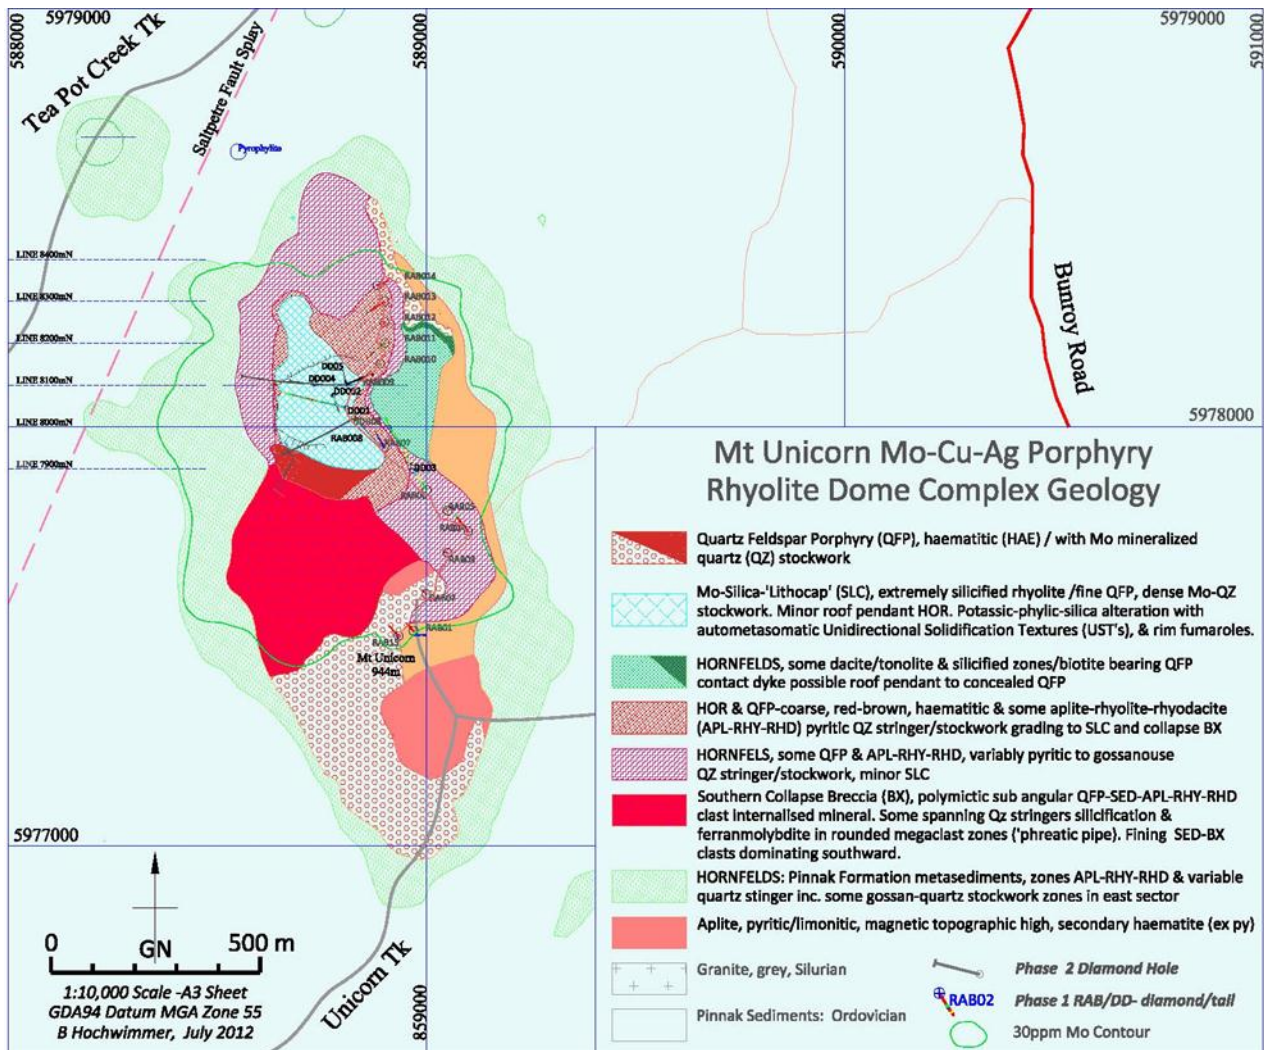 5979000
5979000
588000
589000
590000
591000
Tea Pot Creek Tk
Saltpetre Fault Splay
Pyrophylite
LINE 8400mN
LINE 8300mN
LINE 8200mN
LINE 8100mN
LINE 8000mN
LINE 7900mN
RAB014
RAB013
RAB012
RAB011
RAB010
RAB009
DD005
DD004
DD002
DD001
RAB008
RAB07
DD003
RAB01
RAB15
Mt Unicorn
944m
Bunroy Road
5978000
5977000
Unicorn Tk
859000
0 500 m
GN
1:10,000 Scale -A3 Sheet
GDA94 Datum MGA Zone 55
B Hochwimmer, July 2012
Mt Unicorn Mo-Cu-Ag Porphyry
Rhyolite Dome Complex Geology
Quartz Feldspar Porphyry (QFP), haematitic (HAE) / with Mo mineralized
quartz (QZ) stockwork
Mo-Silica-'Lithocap' (SLC), extremely silicified rhyolite /fine QFP, dense Mo-QZ
stockwork. Minor roof pendant HOR. Potassic-phylic-silica alteration with
autometasomatic Unidirectional Solidification Textures (UST's), & rim fumaroles.
HORNFELDS, some dacite/tonolite & silicified zones/biotite bearing QFP
contact dyke possible roof pendant to concealed QFP
HOR & QFP-coarse, red-brown, haematitic & some aplite-rhyolite-rhyodacite
(APL-RHY-RHD) pyritic QZ stringer/stockwork grading to SLC and collapse BX
HORNFELS, some QFP & APL-RHY-RHD, variably pyritic to gossanouse
QZ stringer/stockwork, minor SLC
Southern Collapse Breccia (BX), polymictic sub angular QFP-SED-APL-RHY-RHD
clast internalised mineral. Some spanning Qz stringers silicification &
ferranmolybdite in rounded megaclast zones ('phreatic pipe). Fining SED-BX
clasts dominating southward.
HORNFELDS: Pinnak Formation metasediments, zones APL-RHY-RHD & variable
quartz stinger inc. some gossan-quartz stockwork zones in east sector
Aplite, pyritic/limonitic, magnetic topographic high, secondary haematite (ex py)
Granite, grey, Silurian
Pinnak Sediments: Ordovician
Phase 2 Diamond Hole
RAB02
Phase 1 RAB/DD- diamond/tail
30ppm Mo Contour